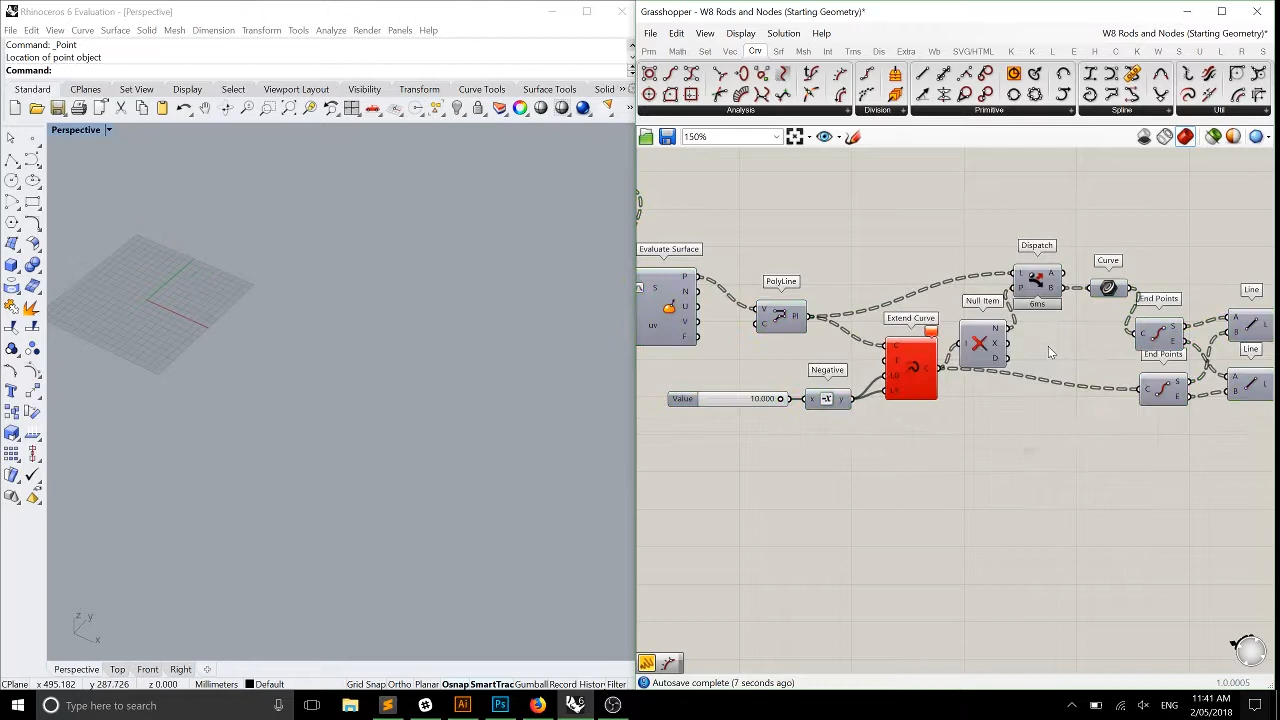 Rhinoceros 6 Evaluation - [Perspective]
File Edit View Curve Surface Solid Mesh Dimension Transform Tools Analyze Render Panels Help
Command: _Point
Location of point object
Command:
Standard CPlanes Set View Display Select Viewport Layout Visibility Transform Curve Tools Surface Tools Solid »
Perspective
z y
x
Perspective Top Front Right
CPlane x 495.182 y 287.726 z 0.000 Millimeters Default Grid Snap Ortho Planar Osnap SmartTrac Gumball Record History Filter
Grasshopper - W8 Rods and Nodes (Starting Geometry)*
File Edit View Display Solution Help W8 Rods and Nodes (Starting Geometry)*
Prm Math Set Vec Crv Srf Msh Int Trns Dis Extra Wb SVG/HTML K K L E H M K A L S L U L R S
Analysis Division Primitive Spline Util
150%
Evaluate Surface
S uv P N U V F
PolyLine
V C Pl
Value 10.000
Negative
x -x y
Extend Curve
C T L0 L1 C
Null Item
I N X D
Dispatch
L P A B
6ms
Curve
End Points
C S E
End Points
C S E
Line
A B L
Line
A B L
Autosave complete (7 seconds ago)
1.0.0005
Type here to search
Ai Ps
ENG
11:41 AM
2/05/2018